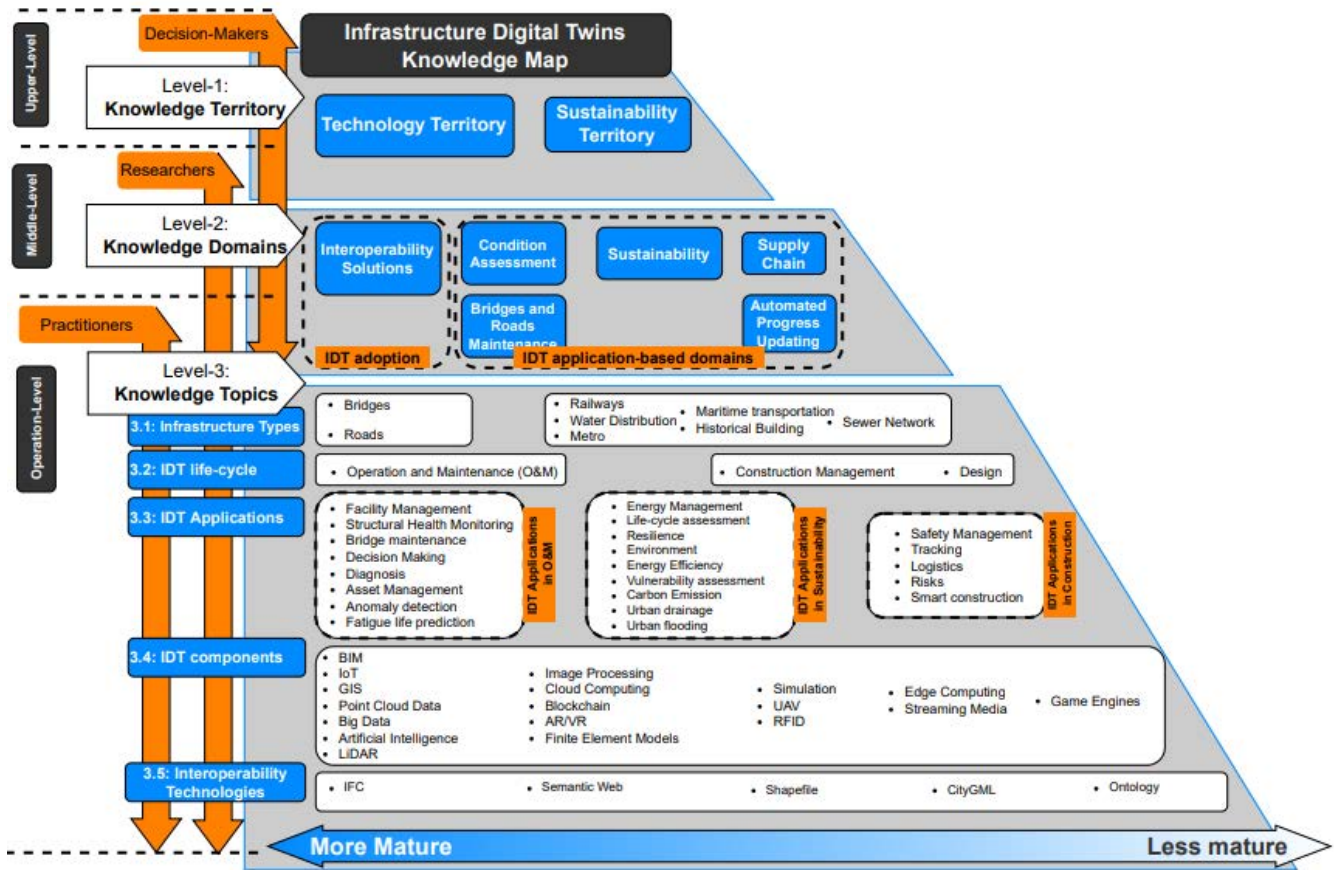 Infrastructure Digital Twins
Knowledge Map
Upper-Level
Decision-Makers
Level-1:
Knowledge Territory
Technology Territory
Sustainability
Territory
Middle-Level
Researchers
Level-2:
Knowledge Domains
Interoperability
Solutions
IDT adoption
Condition
Assessment
Sustainability
Supply
Chain
Bridges and
Roads
Maintenance
Automated
Progress
Updating
IDT application-based domains
Operation-Level
Practitioners
Level-3:
Knowledge Topics
3.1: Infrastructure Types
• Bridges
• Roads
• Railways
• Water Distribution
• Metro
• Maritime transportation
• Historical Building
• Sewer Network
3.2: IDT life-cycle
• Operation and Maintenance (O&M)
• Construction Management
• Design
3.3: IDT Applications
• Facility Management
• Structural Health Monitoring
• Bridge maintenance
• Decision Making
• Diagnosis
• Asset Management
• Anomaly detection
• Fatigue life prediction
IDT Applications
in O&M
• Energy Management
• Life-cycle assessment
• Resilience
• Environment
• Energy Efficiency
• Vulnerability assessment
• Carbon Emission
• Urban drainage
• Urban flooding
IDT Applications
in Sustainability
• Safety Management
• Tracking
• Logistics
• Risks
• Smart construction
IDT Applications
in Construction
3.4: IDT components
• BIM
• IoT
• GIS
• Point Cloud Data
• Big Data
• Artificial Intelligence
• LiDAR
• Image Processing
• Cloud Computing
• Blockchain
• AR/VR
• Finite Element Models
• Simulation
• UAV
• RFID
• Edge Computing
• Streaming Media
• Game Engines
3.5: Interoperability
Technologies
• IFC
• Semantic Web
• Shapefile
• CityGML
• Ontology
More Mature
Less mature